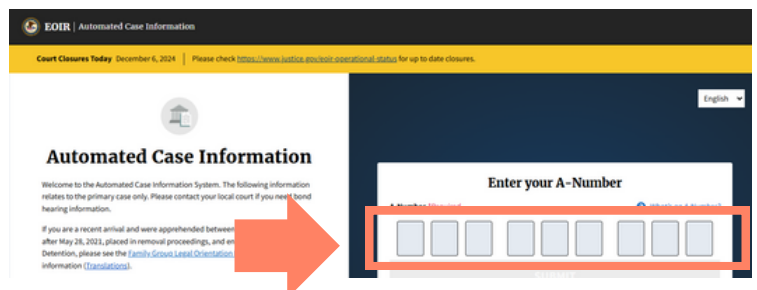 EOIR | Automated Case Information
Court Closures Today December 6, 2024 | Please check https://www.justice.gov/eoir-operational-status for up to date closures.
English
Automated Case Information
Welcome to the Automated Case Information System. The following information
relates to the primary case only. Please contact your local court if you need bond
hearing information.
If you are a recent arrival and were apprehended between
after May 28, 2021, placed in removal proceedings, and en
Detention, please see the Family Group Legal Orientation
information (Translations).
Enter your A-Number